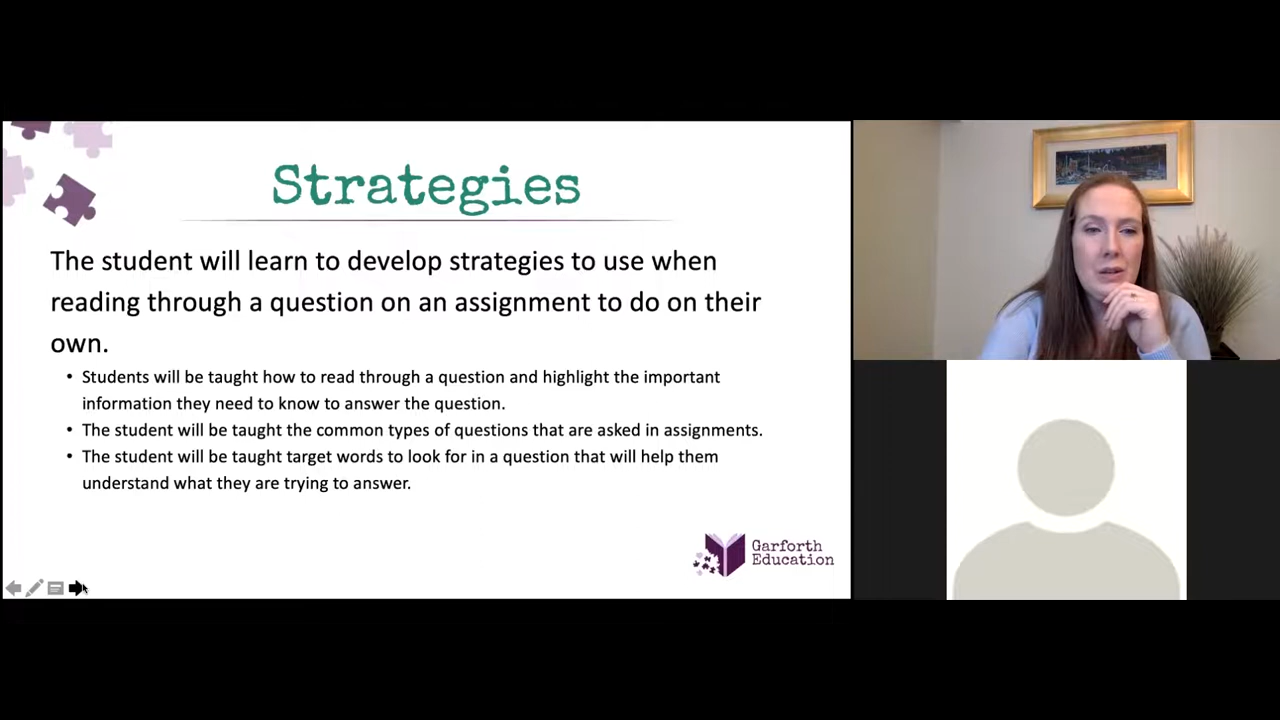 Strategies
The student will learn to develop strategies to use when
reading through a question on an assignment to do on their
own.
• Students will be taught how to read through a question and highlight the important
information they need to know to answer the question.
• The student will be taught the common types of questions that are asked in assignments.
• The student will be taught target words to look for in a question that will help them
understand what they are trying to answer.
Garforth
Education